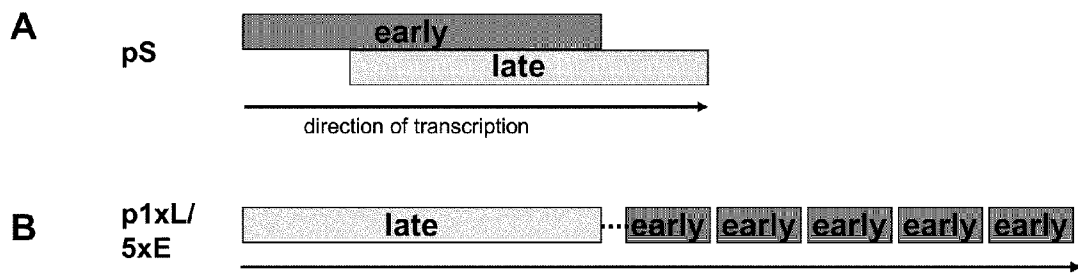 A
pS
early
late
direction of transcription
B
p1xL/
5xE
late early early early early early